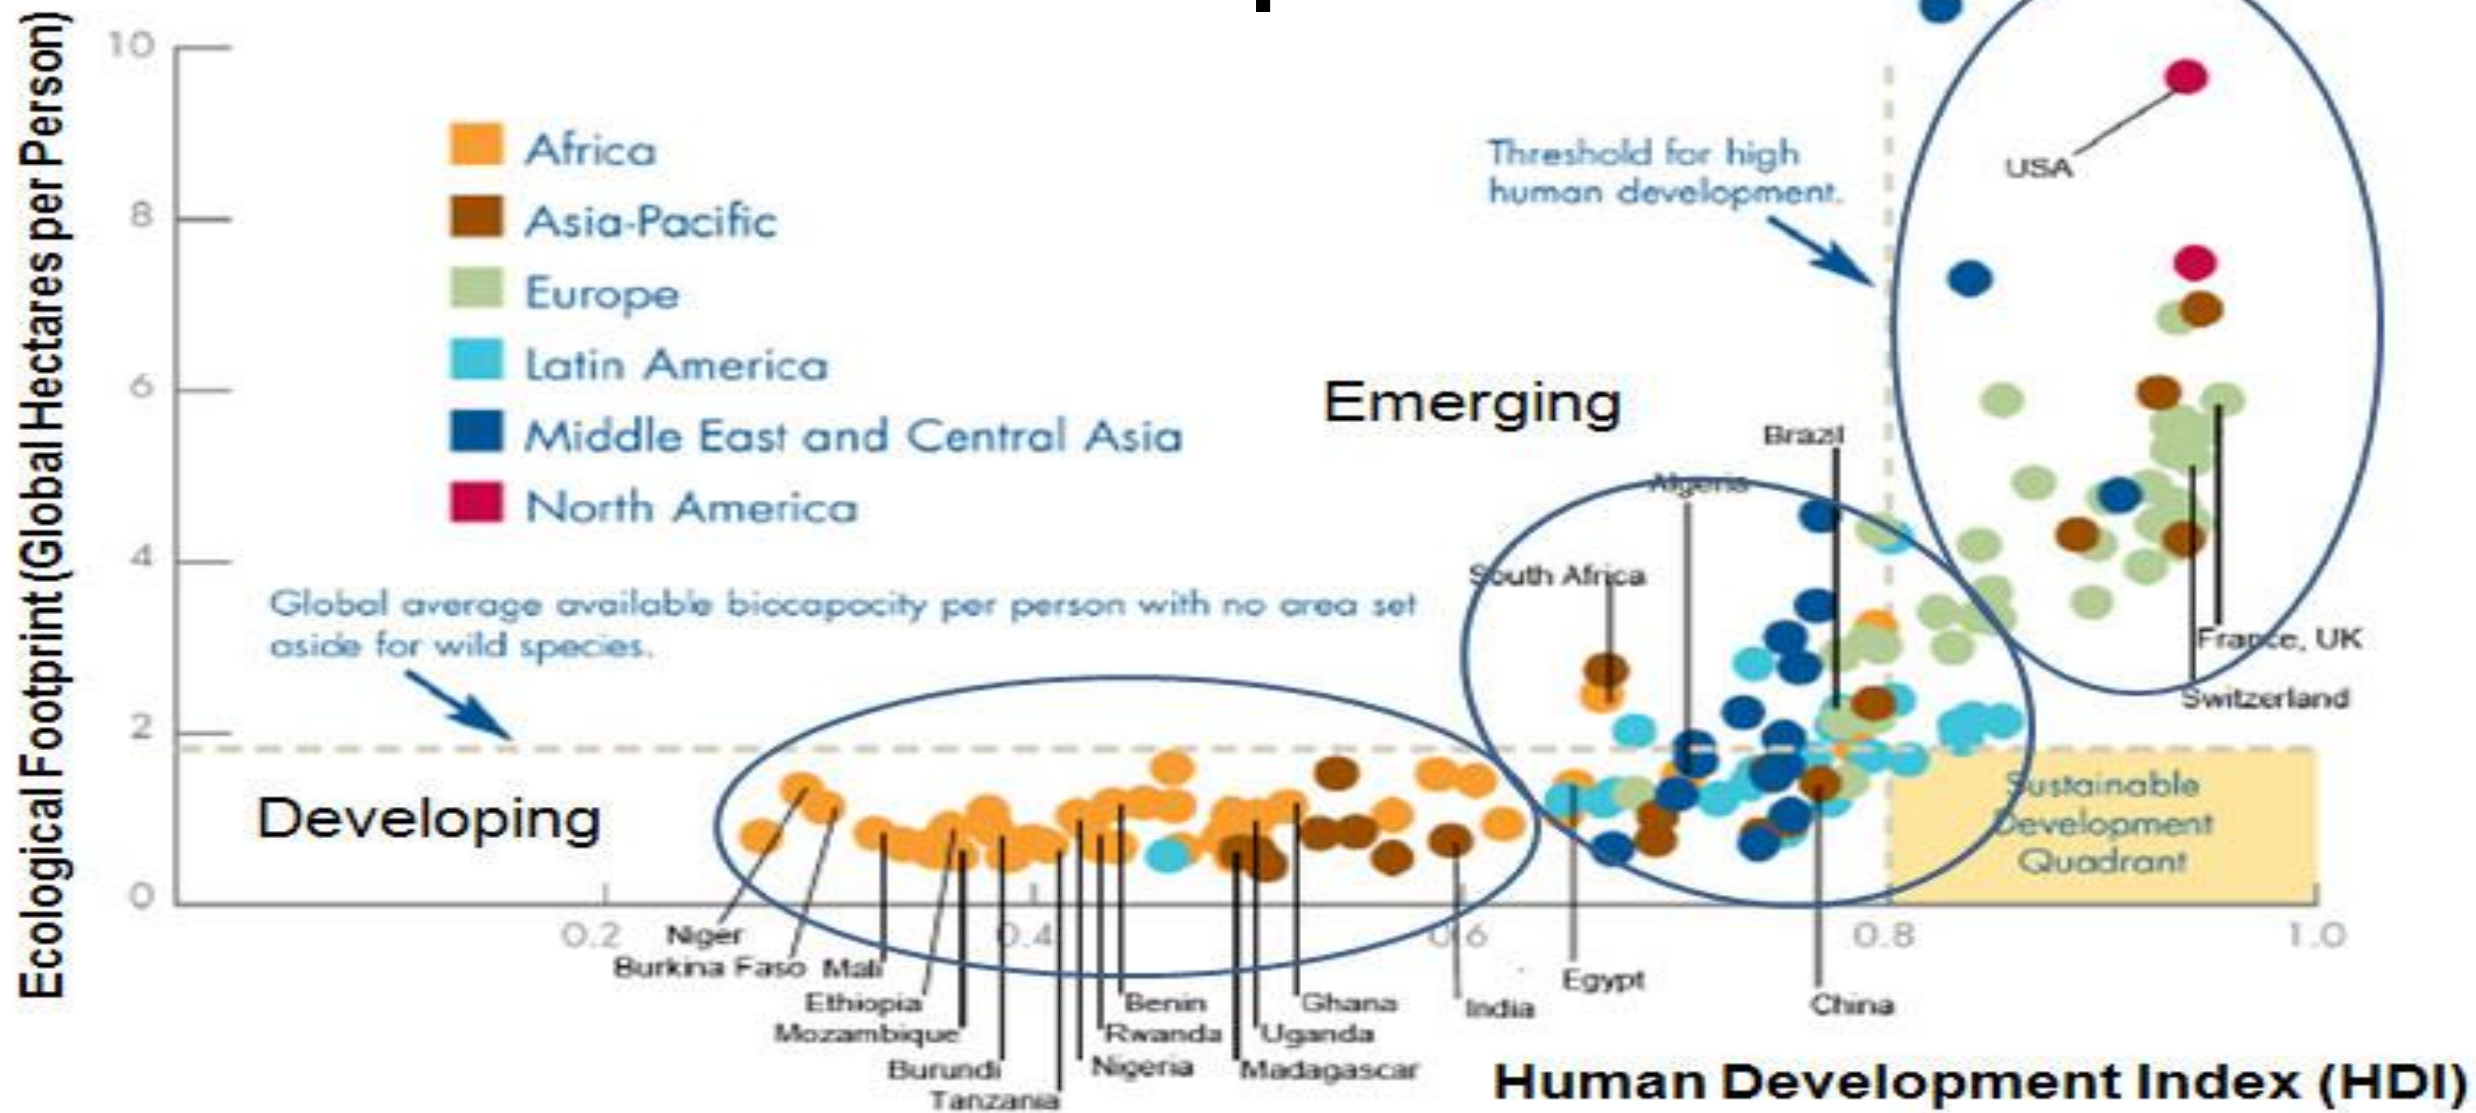 Ecological Footprint (Global Hectares per Person)
10
8
6
4
2
0
Africa
Asia-Pacific
Europe
Latin America
Middle East and Central Asia
North America
Threshold for high
human development.
USA
Emerging
Brazil
Algeria
South Africa
Global average available biocapacity per person with no area set
aside for wild species.
France, UK
Switzerland
Developing
Sustainable
Development
Quadrant
0.2
0.4
0.6
0.8
1.0
Niger
Burkina Faso
Mali
Ethiopia
Mozambique
Burundi
Tanzania
Benin
Rwanda
Nigeria
Ghana
Uganda
Madagascar
India
Egypt
China
Human Development Index (HDI)